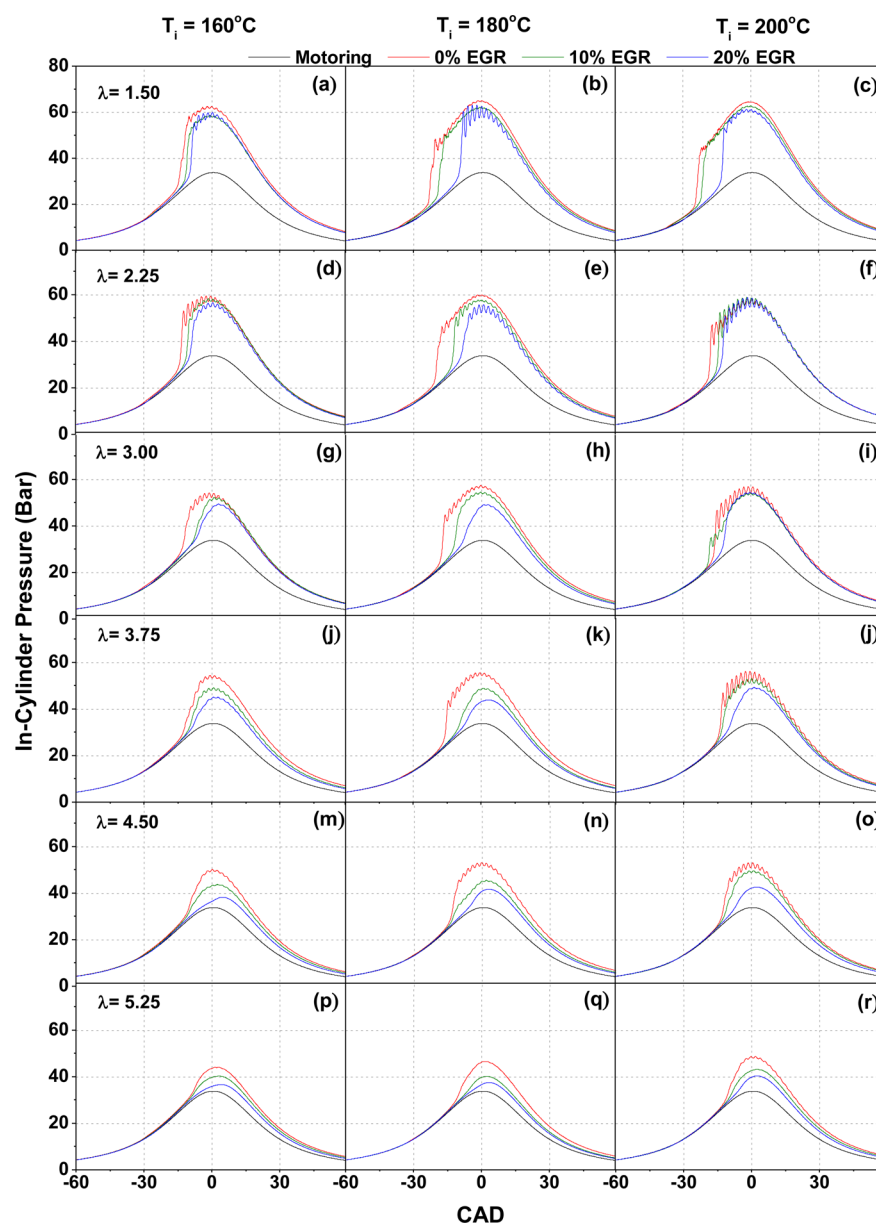 T i = 160°C T i = 180°C T i = 200°C
Motoring 0% EGR 10% EGR 20% EGR
80
λ= 1.50 (a) (b) (c)
60
40
20
0
λ= 2.25 (d) (e) (f)
60
40
20
0
λ= 3.00 (g) (h) (i)
60
40
20
0
λ= 3.75 (j) (k) (j)
60
40
20
0
λ= 4.50 (m) (n) (o)
60
40
20
0
λ= 5.25 (p) (q) (r)
60
40
20
0
-60 -30 0 30 -60 -30 0 30 -60 -30 0 30
In-Cylinder Pressure (Bar)
CAD